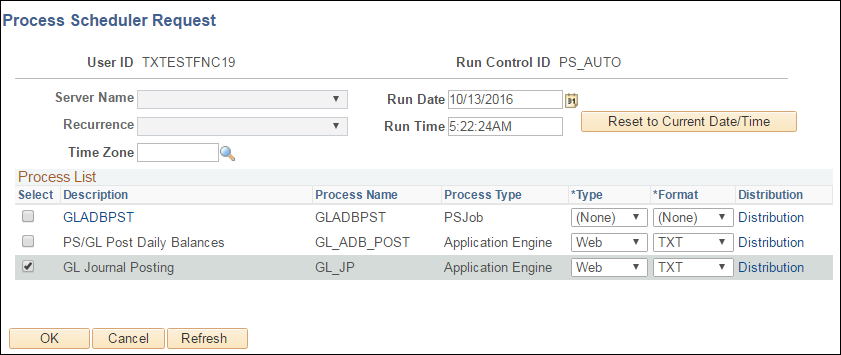 Process Scheduler Request
User ID TXTESTFNC19 Run Control ID PS_AUTO
Server Name Run Date 10/13/2016 31
Recurrence Run Time 5:22:24AM Reset to Current Date/Time
Time Zone
Process List
Select Description Process Name Process Type *Type *Format Distribution
GLADBPST GLADBPST PSJob (None) (None) Distribution
PS/GL Post Daily Balances GL_ADB_POST Application Engine Web TXT Distribution
GL Journal Posting GL_JP Application Engine Web TXT Distribution
OK Cancel Refresh